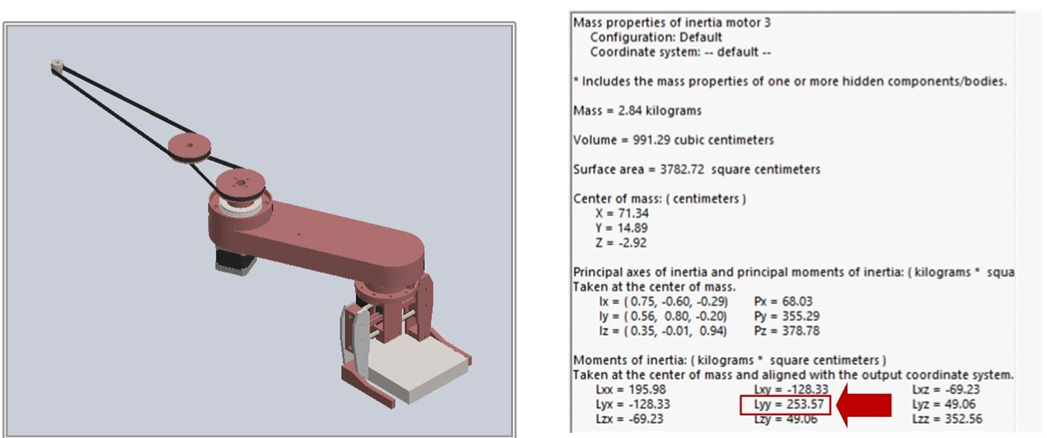 Mass properties of inertia motor 3
Configuration: Default
Coordinate system: -- default --
* Includes the mass properties of one or more hidden components/bodies.
Mass = 2.84 kilograms
Volume = 991.29 cubic centimeters
Surface area = 3782.72 square centimeters
Center of mass: ( centimeters )
X = 71.34
Y = 14.89
Z = -2.92
Principal axes of inertia and principal moments of inertia: ( kilograms * squa
Taken at the center of mass.
Ix = ( 0.75, -0.60, -0.29) Px = 68.03
Iy = ( 0.56, 0.80, -0.20) Py = 355.29
Iz = ( 0.35, -0.01, 0.94) Pz = 378.78
Moments of inertia: ( kilograms * square centimeters )
Taken at the center of mass and aligned with the output coordinate system.
Lxx = 195.98 Lxy = -128.33 Lxz = -69.23
Lyx = -128.33 Lyy = 253.57 Lyz = 49.06
Lzx = -69.23 Lzy = 49.06 Lzz = 352.56